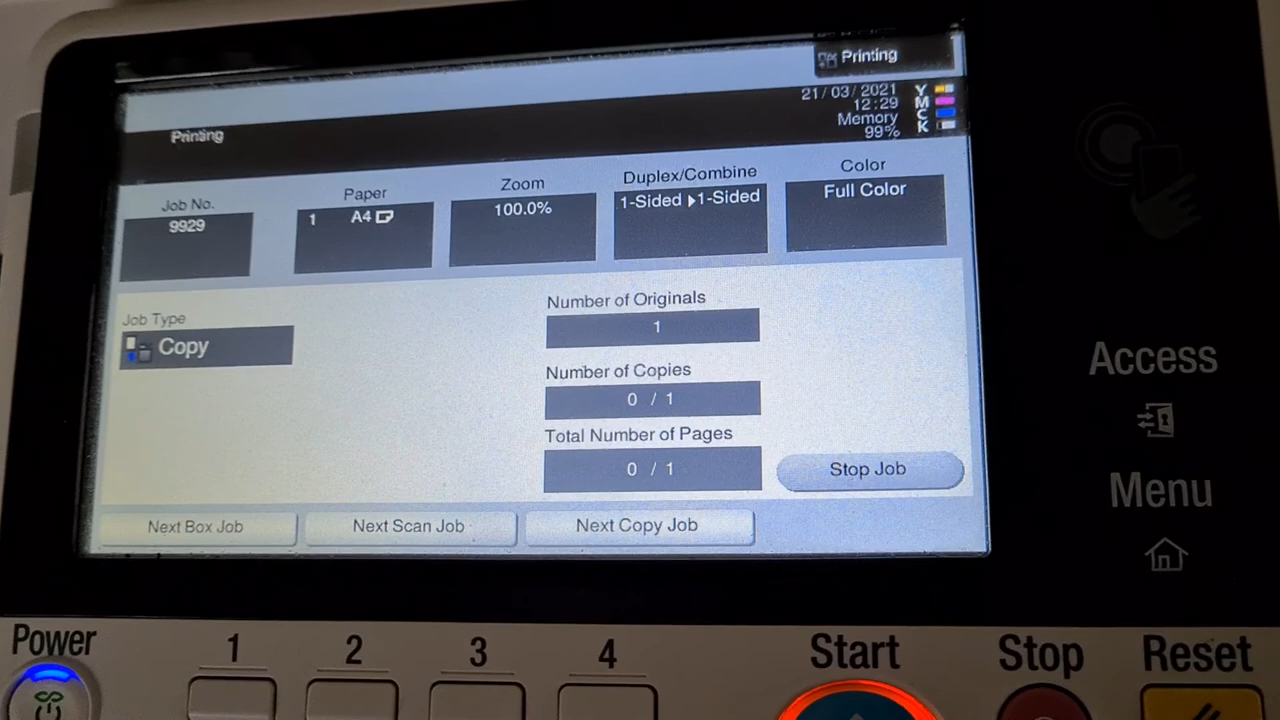 Printing
21/03/2021
12:29
Memory
99%
Y
M
C
K
Printing
Job No.
9929
Paper
1 A4
Zoom
100.0%
Duplex/Combine
1-Sided ▶1-Sided
Color
Full Color
Job Type
Copy
Number of Originals
1
Number of Copies
0 / 1
Total Number of Pages
0 / 1
Stop Job
Next Box Job
Next Scan Job
Next Copy Job
Access
Menu
Power
1
2
3
4
Start
Stop
Reset